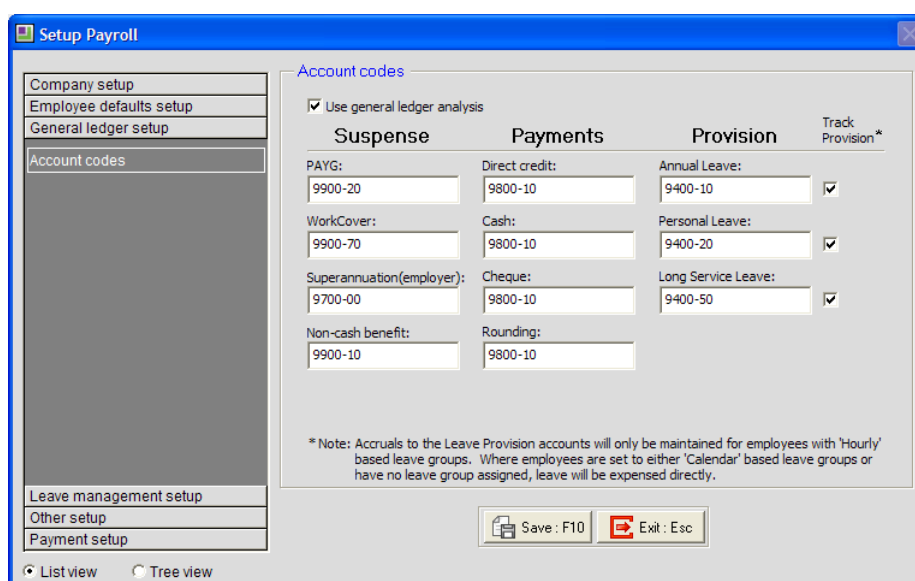 Setup Payroll
Company setup
Employee defaults setup
General ledger setup
Account codes
Leave management setup
Other setup
Payment setup
List view Tree view
Account codes
Use general ledger analysis
Suspense Payments Provision Track Provision*
PAYG: Direct credit: Annual Leave:
9900-20 9800-10 9400-10
WorkCover: Cash: Personal Leave:
9900-70 9800-10 9400-20
Superannuation(employer): Cheque: Long Service Leave:
9700-00 9800-10 9400-50
Non-cash benefit: Rounding:
9900-10 9800-10
*Note: Accruals to the Leave Provision accounts will only be maintained for employees with 'Hourly'
based leave groups. Where employees are set to either 'Calendar' based leave groups or
have no leave group assigned, leave will be expensed directly.
Save : F10 Exit : Esc